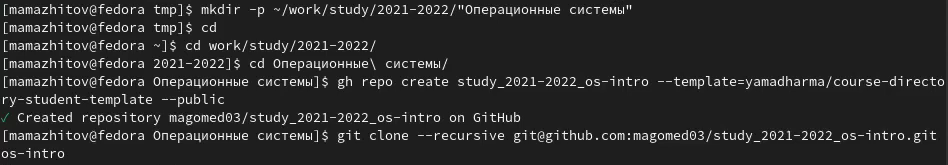 [mamazhitov@fedora tmp]$ mkdir -p ~/work/study/2021-2022/"Операционные системы"
[mamazhitov@fedora tmp]$ cd
[mamazhitov@fedora ~]$ cd work/study/2021-2022/
[mamazhitov@fedora 2021-2022]$ cd Операционные\ системы/
[mamazhitov@fedora Операционные системы]$ gh repo create study_2021-2022_os-intro --template=yamadharma/course-directo
ry-student-template --public
✓ Created repository magomed03/study_2021-2022_os-intro on GitHub
[mamazhitov@fedora Операционные системы]$ git clone --recursive git@github.com:magomed03/study_2021-2022_os-intro.git
os-intro